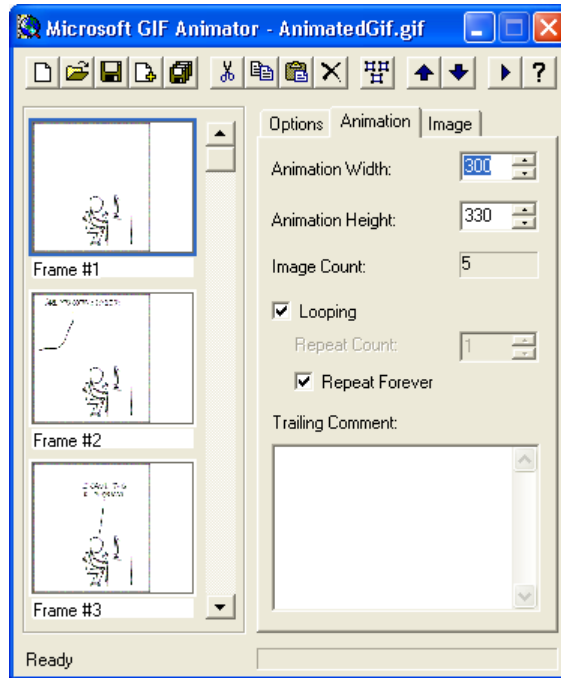 Microsoft GIF Animator - AnimatedGif.gif
?
Options Animation Image
Animation Width: 300
Animation Height: 330
Image Count: 5
Looping
Repeat Count: 1
Repeat Forever
Trailing Comment:
Frame #1
Frame #2
Frame #3
Ready